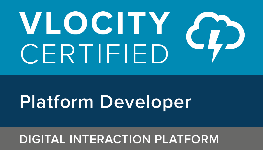 VLOCITY
CERTIFIED
Platform Developer
DIGITAL INTERACTION PLATFORM